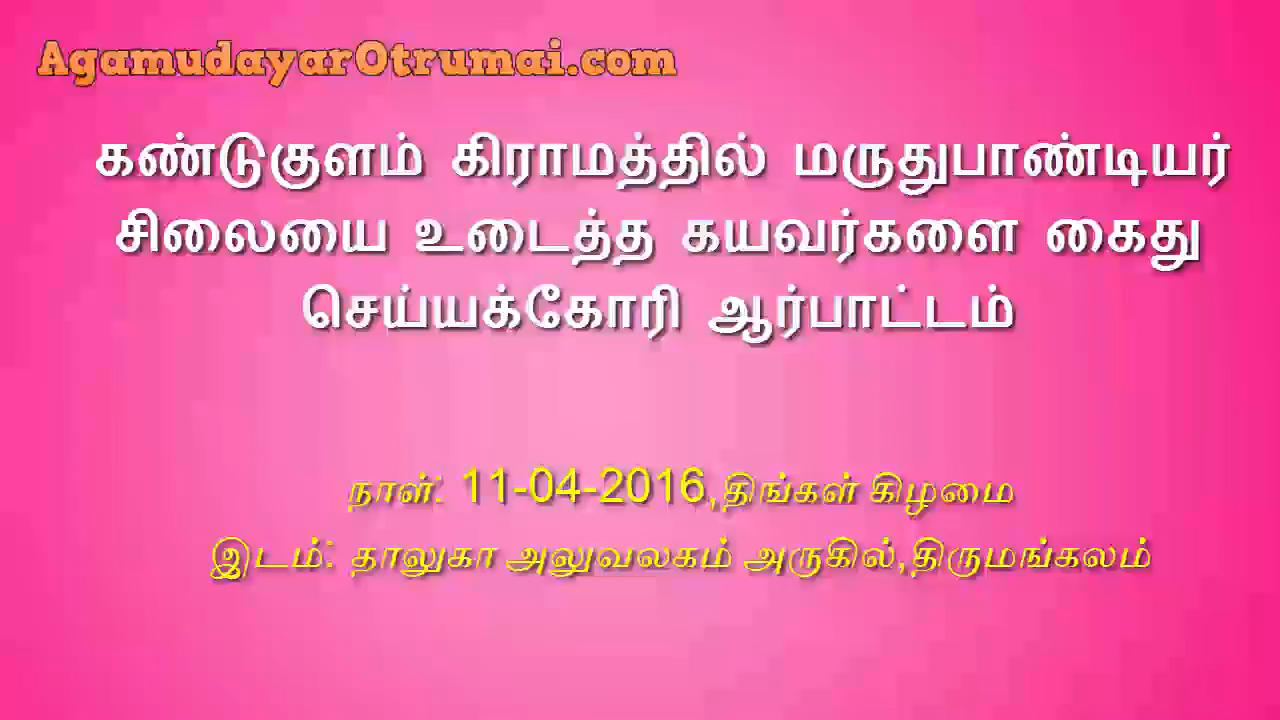 AgamudayarOtrumai.com
கண்டுகுளம் கிராமத்தில் மருதுபாண்டியர்
சிலையை உடைத்த கயவர்களை கைது
செய்யக்கோரி ஆர்பாட்டம்
நாள்: 11-04-2016,திங்கள் கிழமை
இடம்: தாலுகா அலுவலகம் அருகில்,திருமங்கலம்